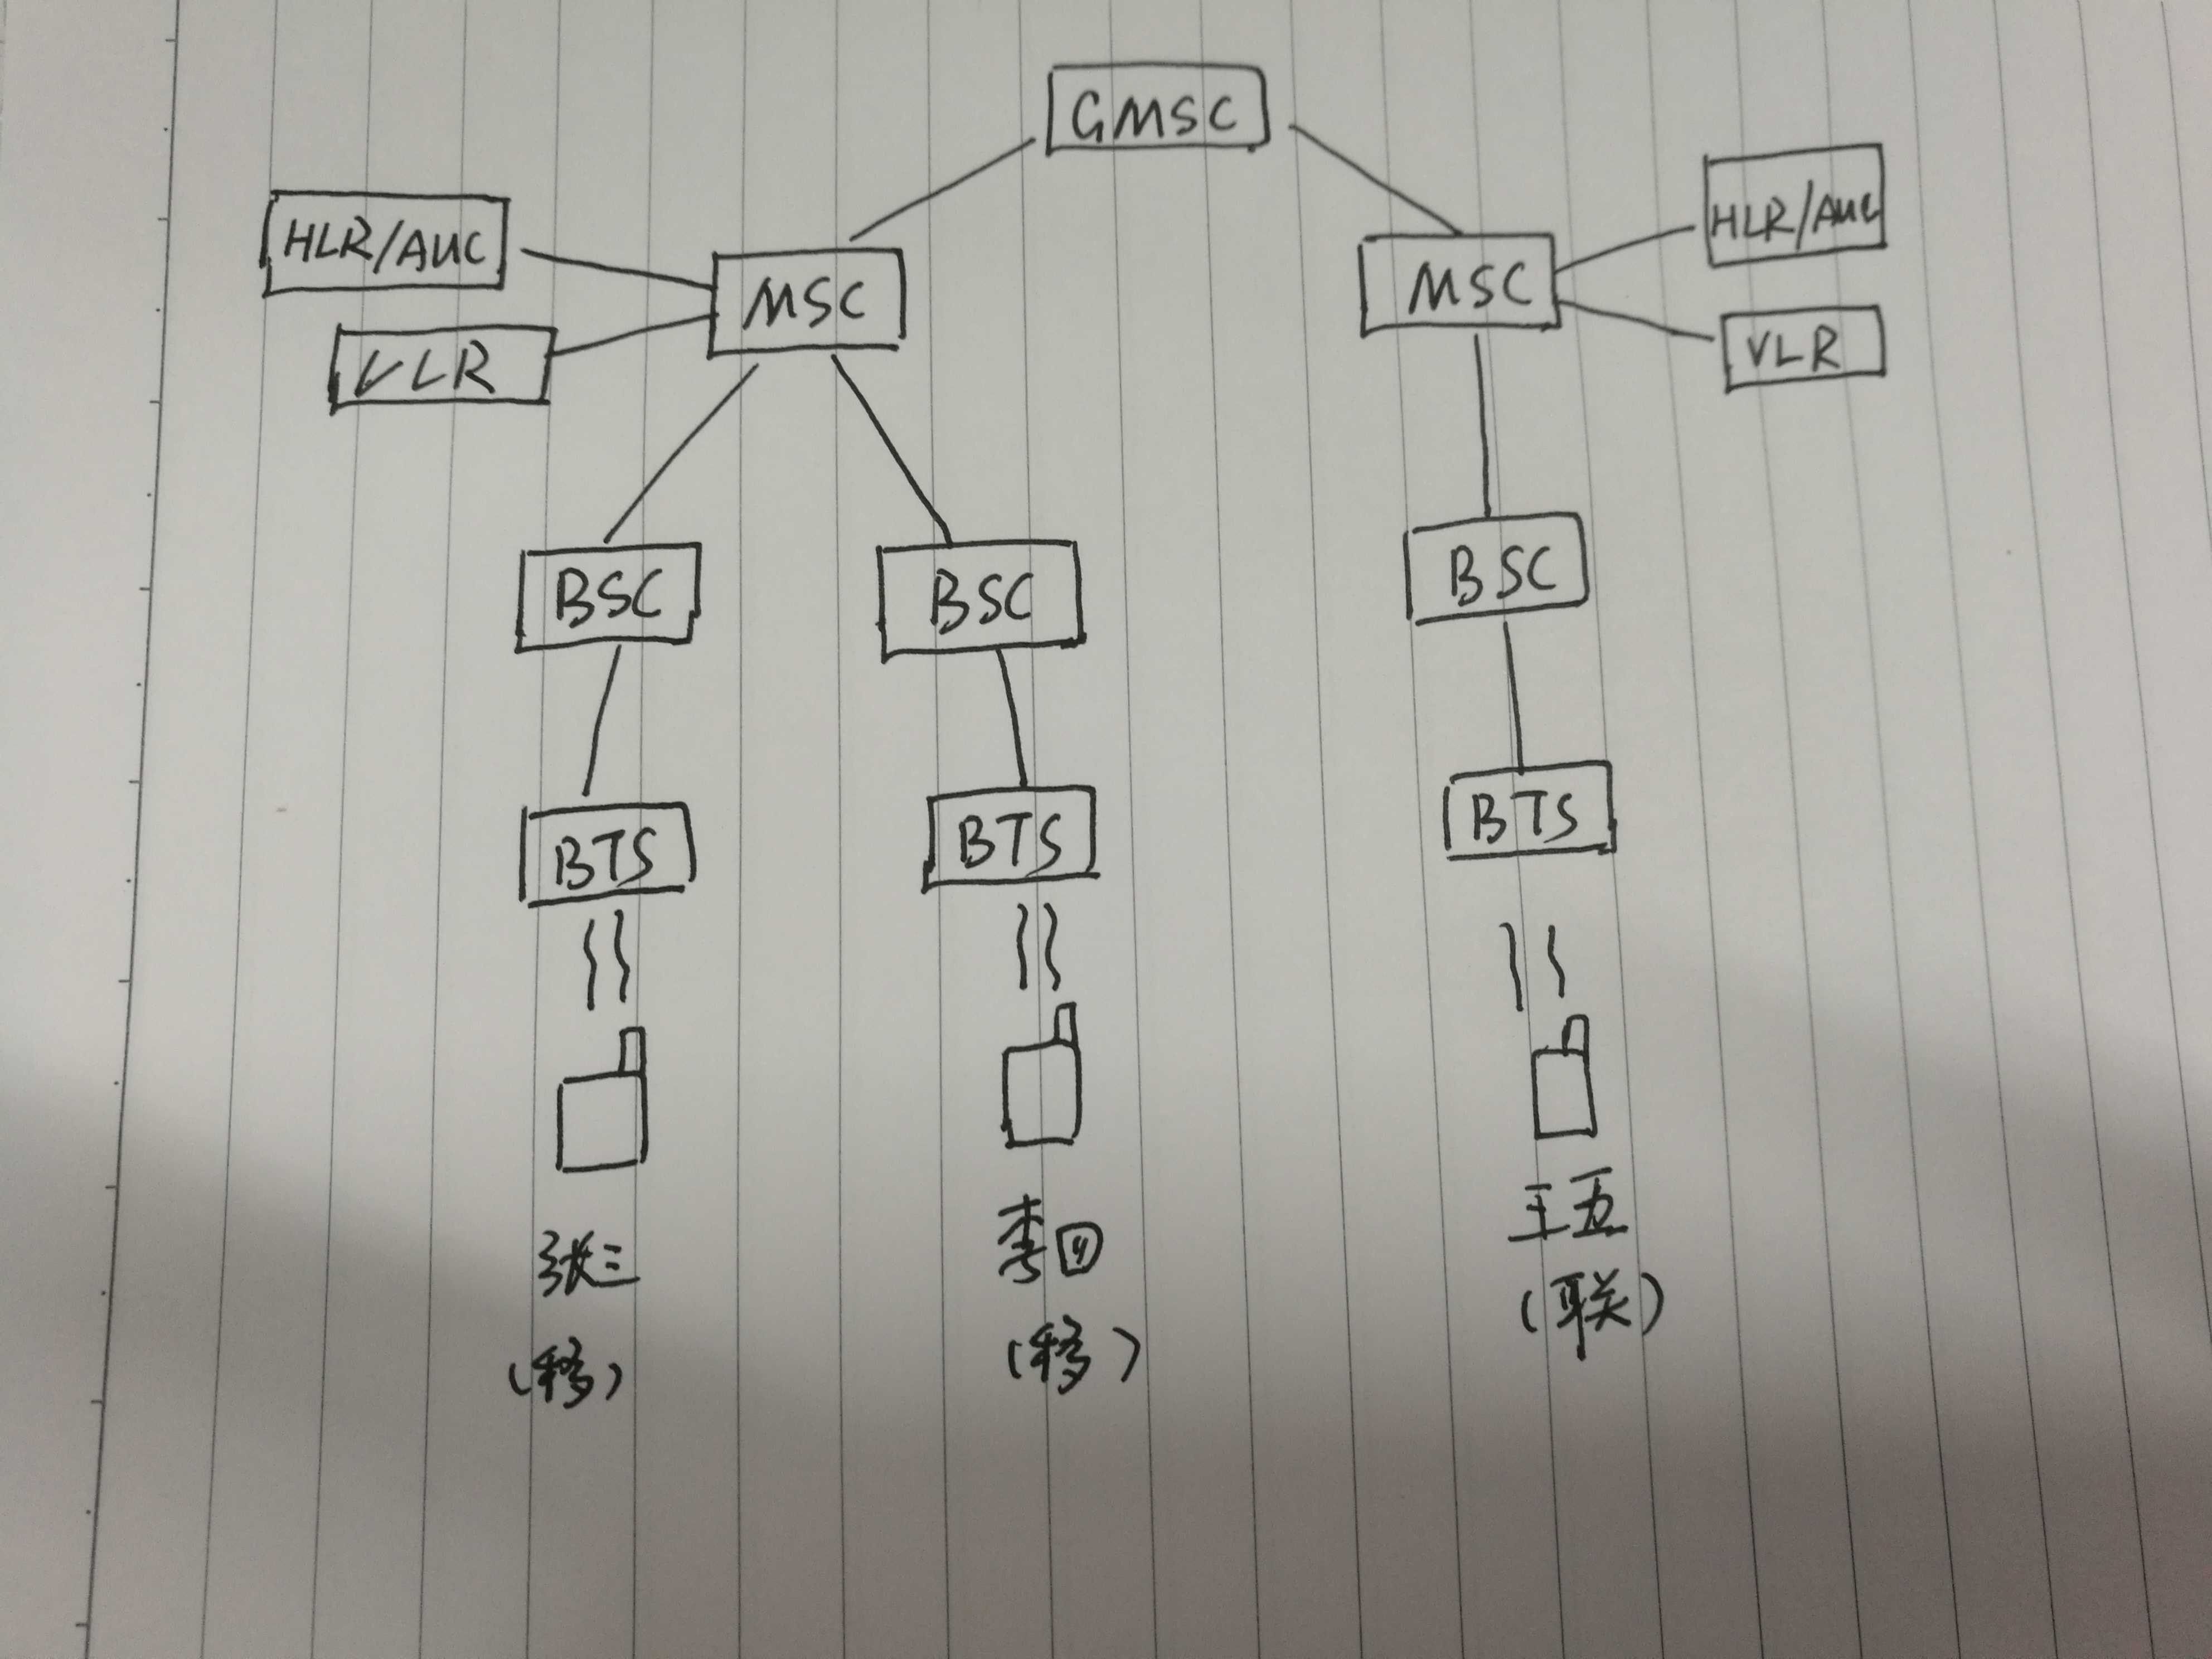 GMSC
HLR/AUC
MSC
VLR
MSC
HLR/AUC
VLR
BSC
BSC
BSC
BTS
BTS
BTS
张三
(移)
李四
(移)
王五
(联)